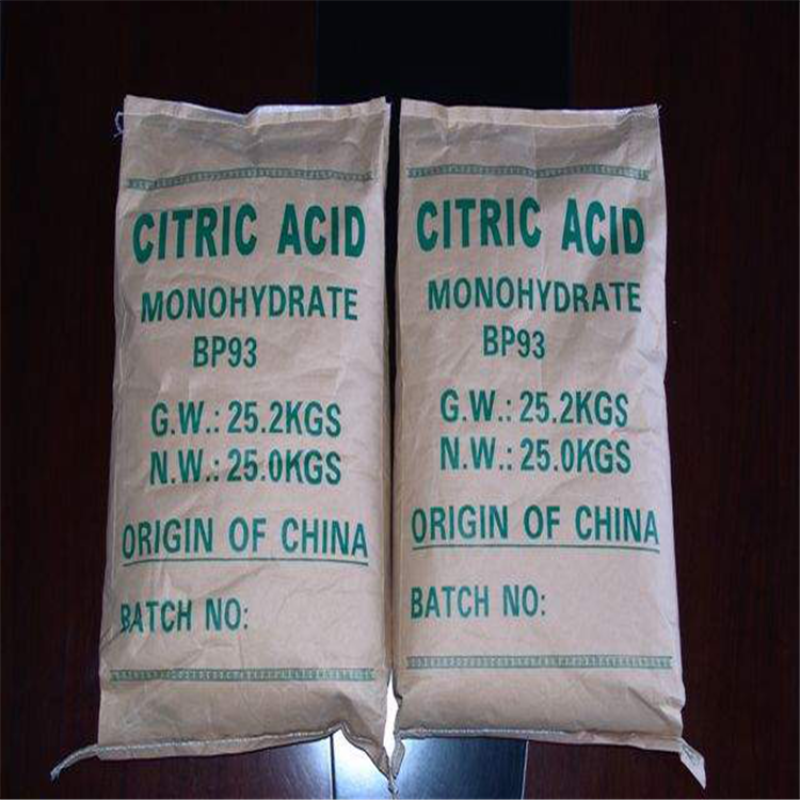 CITRIC ACID
MONOHYDRATE
BP93
G.W.: 25.2KGS
N.W.: 25.0KGS
ORIGIN OF CHINA
BATCH NO:
CITRIC ACID
MONOHYDRATE
BP93
G.W.: 25.2KGS
N.W.: 25.0KGS
ORIGIN OF CHINA
BATCH NO: